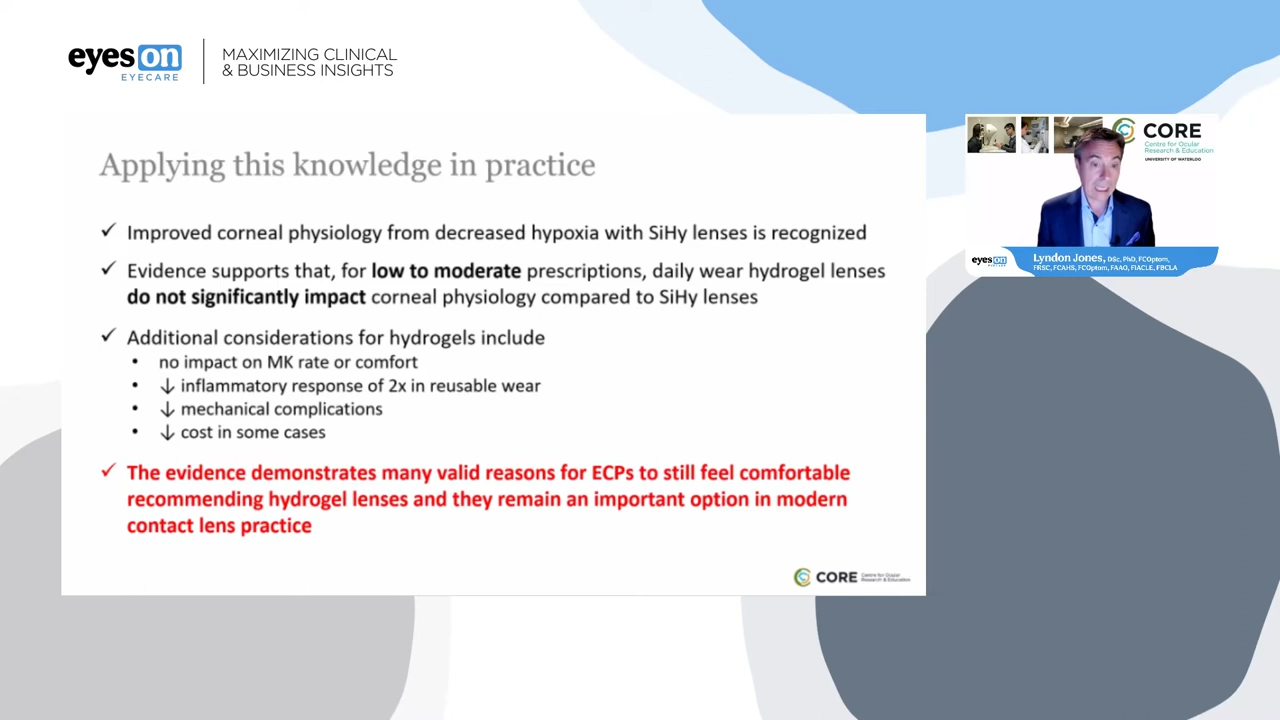 eyes on
EYECARE
MAXIMIZING CLINICAL
& BUSINESS INSIGHTS
Applying this knowledge in practice
✓ Improved corneal physiology from decreased hypoxia with SiHy lenses is recognized
✓ Evidence supports that, for low to moderate prescriptions, daily wear hydrogel lenses
do not significantly impact corneal physiology compared to SiHy lenses
✓ Additional considerations for hydrogels include
• no impact on MK rate or comfort
• ↓ inflammatory response of 2x in reusable wear
• ↓ mechanical complications
• ↓ cost in some cases
✓ The evidence demonstrates many valid reasons for ECPs to still feel comfortable
recommending hydrogel lenses and they remain an important option in modern
contact lens practice
CORE
Centre for Ocular
Research & Education
CORE
Centre for Ocular
Research & Education
UNIVERSITY OF WATERLOO
eyes on
EYECARE
Lyndon Jones, DSc, PhD, FCOptom,
FRSC, FCAHS, FCOptom, FAAO, FIACLE, FBCLA